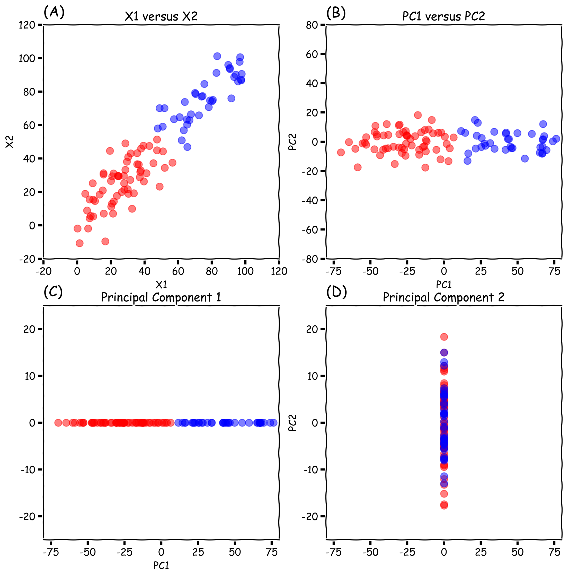 (A) X1 versus X2
120
100
80
60
40
20
0
-20
X2
-20 0 20 40 60 80 100 120
X1
(B) PC1 versus PC2
80
60
40
20
0
-20
-40
-60
-80
PC2
-75 -50 -25 0 25 50 75
PC1
(C) Principal Component 1
20
10
0
-10
-20
-75 -50 -25 0 25 50 75
PC1
(D) Principal Component 2
20
10
0
-10
-20
PC2
-75 -50 -25 0 25 50 75